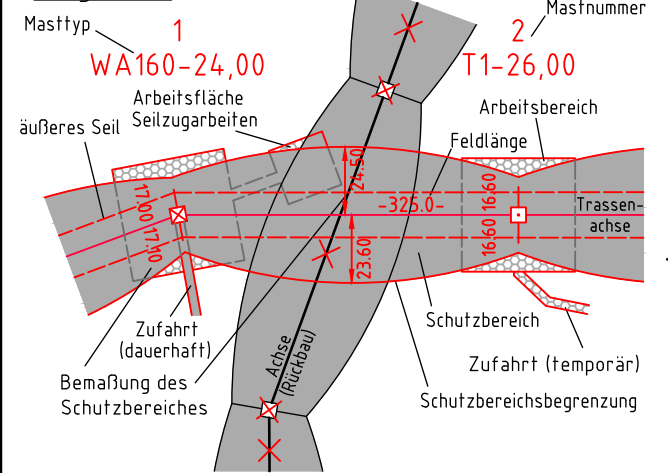 Masttyp
1
WA160-24,00
2
T1-26,00
Mastnummer
Arbeitsfläche
Seilzugarbeiten
Arbeitsbereich
äußeres Seil
Feldlänge
24.50
17.00
17.10
-325.0-
16.60
16.60
Trassen-
achse
23.60
Schutzbereich
Zufahrt
(dauerhaft)
Achse
(Rückbau)
Zufahrt (temporär)
Bemaßung des
Schutzbereiches
Schutzbereichsbegrenzung